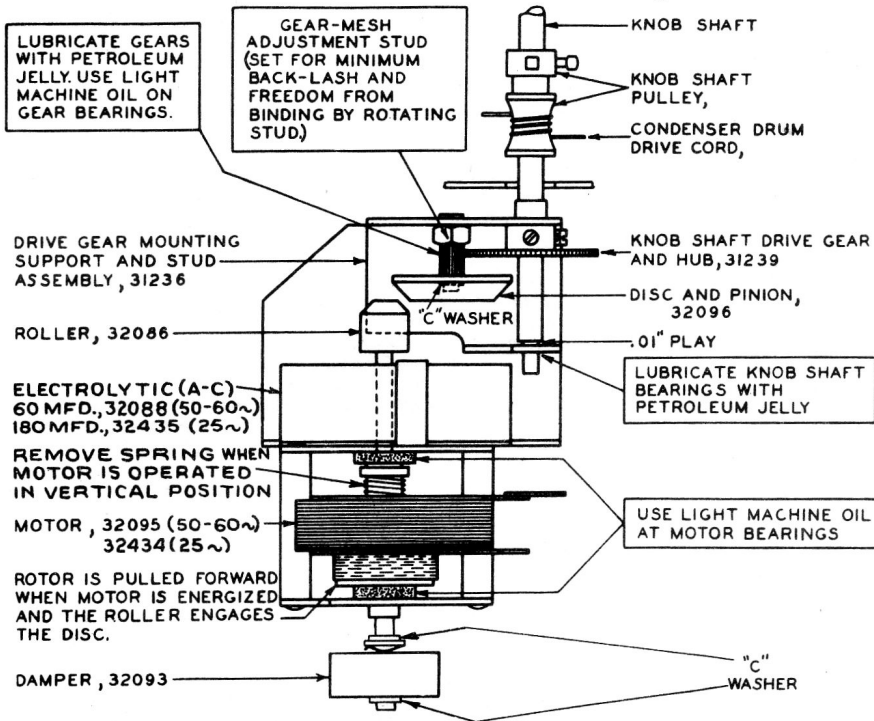 LUBRICATE GEARS
WITH PETROLEUM
JELLY. USE LIGHT
MACHINE OIL ON
GEAR BEARINGS.
GEAR-MESH
ADJUSTMENT STUD
(SET FOR MINIMUM
BACK-LASH AND
FREEDOM FROM
BINDING BY ROTATING
STUD.)
KNOB SHAFT
KNOB SHAFT
PULLEY,
CONDENSER DRUM
DRIVE CORD,
DRIVE GEAR MOUNTING
SUPPORT AND STUD
ASSEMBLY, 31236
KNOB SHAFT DRIVE GEAR
AND HUB, 31239
"C" WASHER
DISC AND PINION,
32096
ROLLER, 32086
.01" PLAY
LUBRICATE KNOB SHAFT
BEARINGS WITH
PETROLEUM JELLY
ELECTROLYTIC (A-C)
60 MFD., 32088 (50-60~)
180 MFD., 32435 (25~)
REMOVE SPRING WHEN
MOTOR IS OPERATED
IN VERTICAL POSITION
MOTOR, 32095 (50-60~)
32434 (25~)
USE LIGHT MACHINE OIL
AT MOTOR BEARINGS
ROTOR IS PULLED FORWARD
WHEN MOTOR IS ENERGIZED
AND THE ROLLER ENGAGES
THE DISC.
DAMPER, 32093
"C"
WASHER